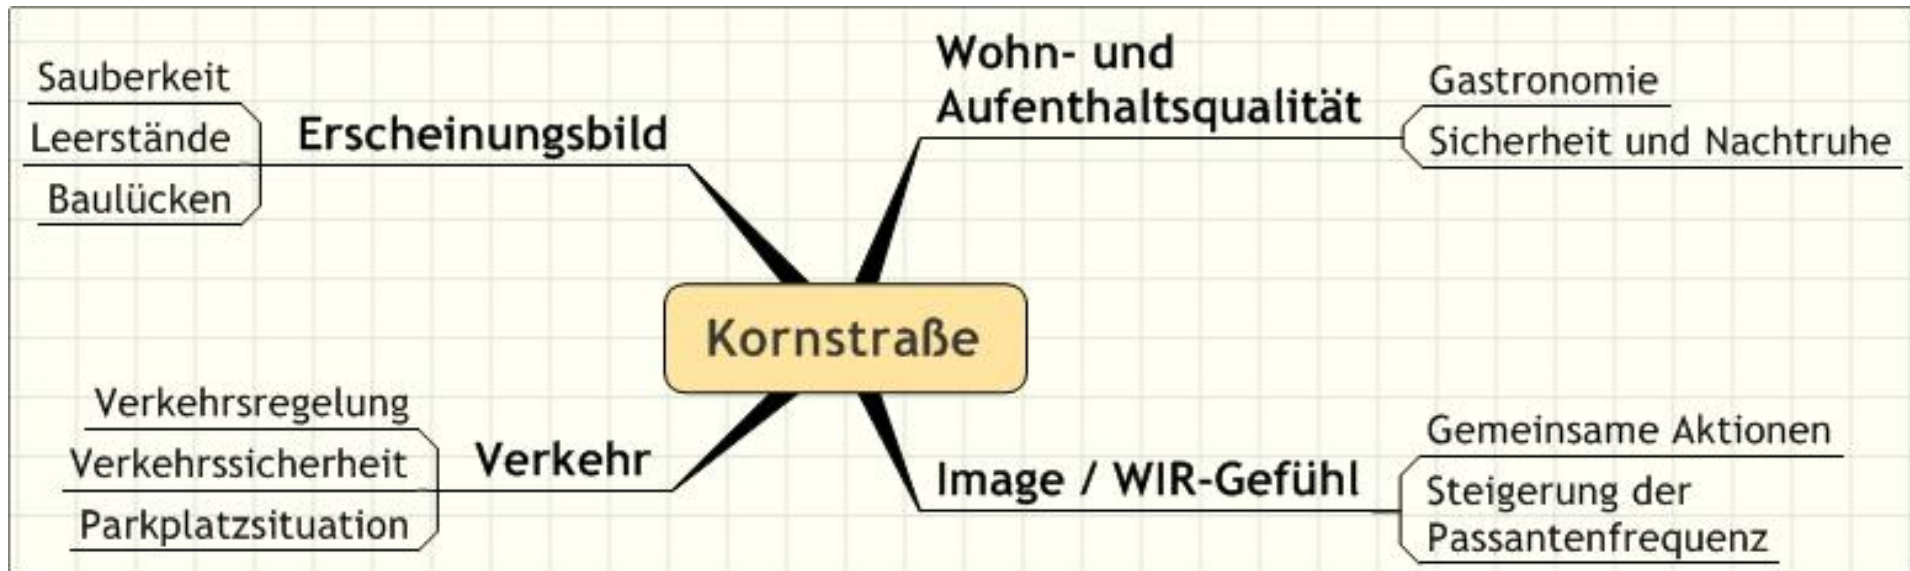 Sauberkeit
Leerstände
Baulücken
Erscheinungsbild
Wohn- und
Aufenthaltsqualität
Gastronomie
Sicherheit und Nachtruhe
Kornstraße
Verkehrsregelung
Verkehrssicherheit
Parkplatzsituation
Verkehr
Image / WIR-Gefühl
Gemeinsame Aktionen
Steigerung der
Passantenfrequenz